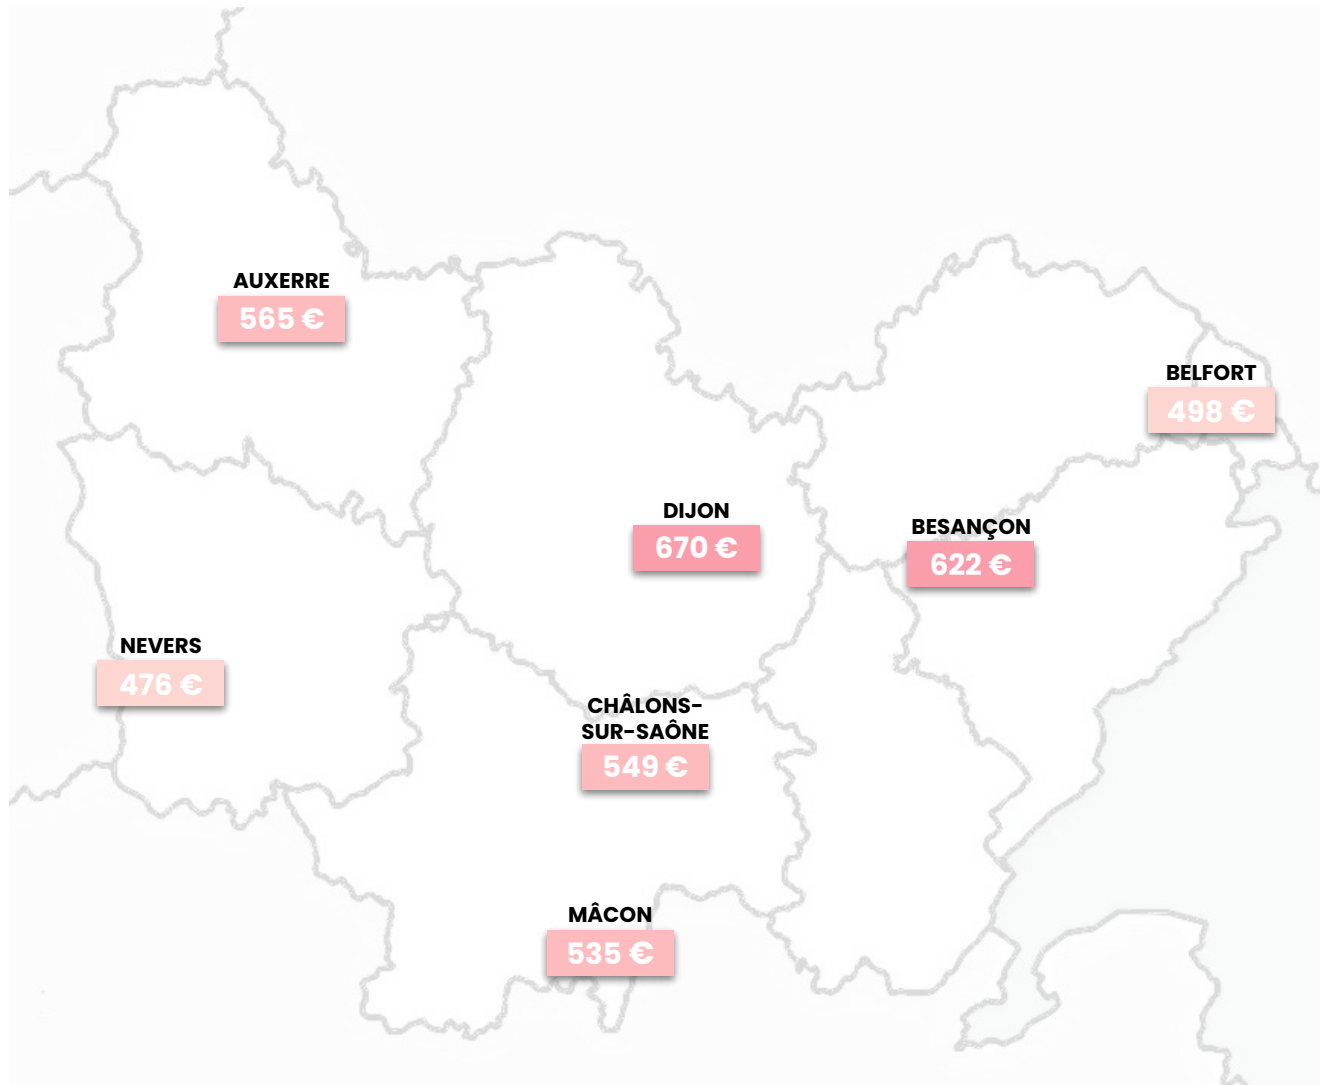 AUXERRE
565 €
BELFORT
498 €
DIJON
670 €
BESANÇON
622 €
NEVERS
476 €
CHÂLONS-
SUR-SAÔNE
549 €
MÂCON
535 €